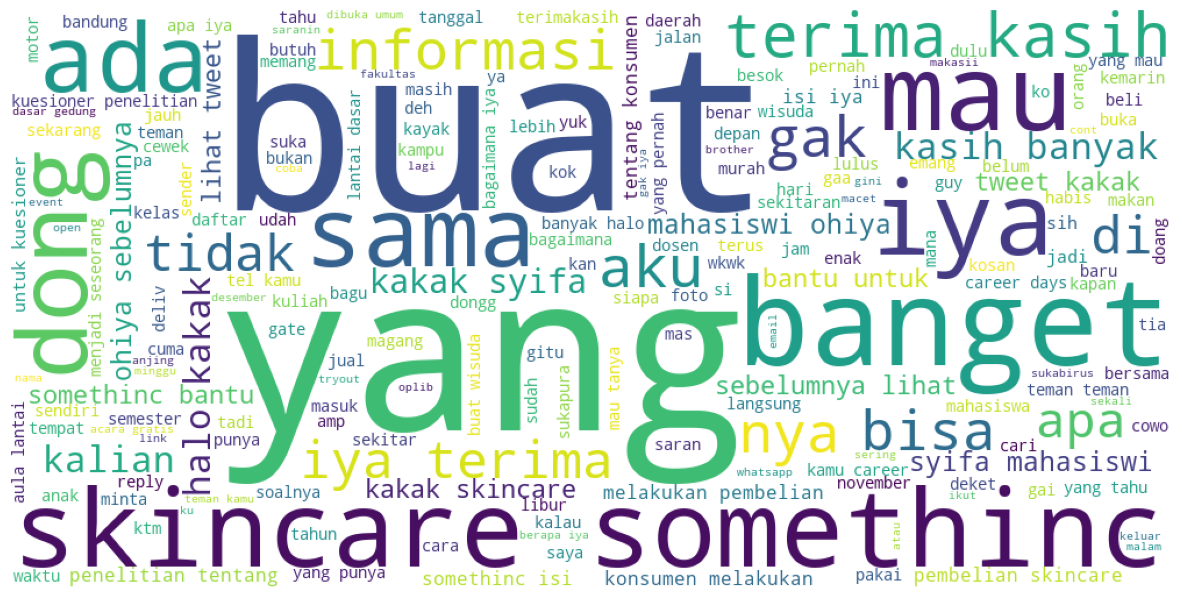 bandung
apa iya
tahu
dibuka umum
saranin
tanggal
terimakasih
daerah
jalan
terima kasih
motor
ada
butuh
memang
informasi
buat
fakultas
masih
ya
deh
kayak
kampu
lagi
lebih
yuk
kok
suka
bukan
coba
lihat tweet
lantai dasar
bagaimana iya
tentang konsumen
yang pernah
besok
pernah
dulu
makasii
yang mau
kemarin
orang
ini
ko
beli
buka
mau
isi iya
wisuda
benar
depan
brother
murah
gak
gak iya
kasih banyak
lulus
emang
belum
gaa
cont
kuesioner penelitian
dasar gedung
jauh
sekarang
teman
cewek
pa
sender
kelas
event
open
untuk kuesioner
dong
menjadi seseorang
ohiya sebelumnya
daftar
udah
sama
banyak halo
bagaimana
mahasiswi ohiya
dosen
terus
hari
sekitaran
macet
gini
guy
tweet kakak
habis
makan
iya
sih
di
doang
mana
kosan
jadi
baru
career days
kapan
jam
enak
wkwk
kan
aku
bantu untuk
siapa
foto
si
tidak
halo kakak
tel kamu
desember
kuliah
bagu
kakak syifa
dongg
deliv
gate
yang
magang
mas
email
banget
tia
cuma
anjing
minggu
nama
jual
tryout
oplib
gitu
sudah
sukapura
mau tanya
buat wisuda
sebelumnya lihat
sukabirus
bersama
teman teman
sekali
somethinc bantu
sendiri
semester
tempat
acara gratis
link
tadi
punya
masuk
amp
sekitar
langsung
nya
saran
mahasiswa
bisa
cari
apa
cowo
aula lantai
kalian
iya terima
whatsapp
kamu career
sering
syifa mahasiswi
anak
reply
minta
teman kamu
ku
soalnya
kakak skincare
libur
melakukan pembelian
november
deket
ikut
gai
yang tahu
skincare somethinc
ktm
tahun
cara
berapa iya
kalau
saya
atau
keluar
malam
waktu
penelitian tentang
yang punya
somethinc isi
konsumen melakukan
pakai
pembelian skincare